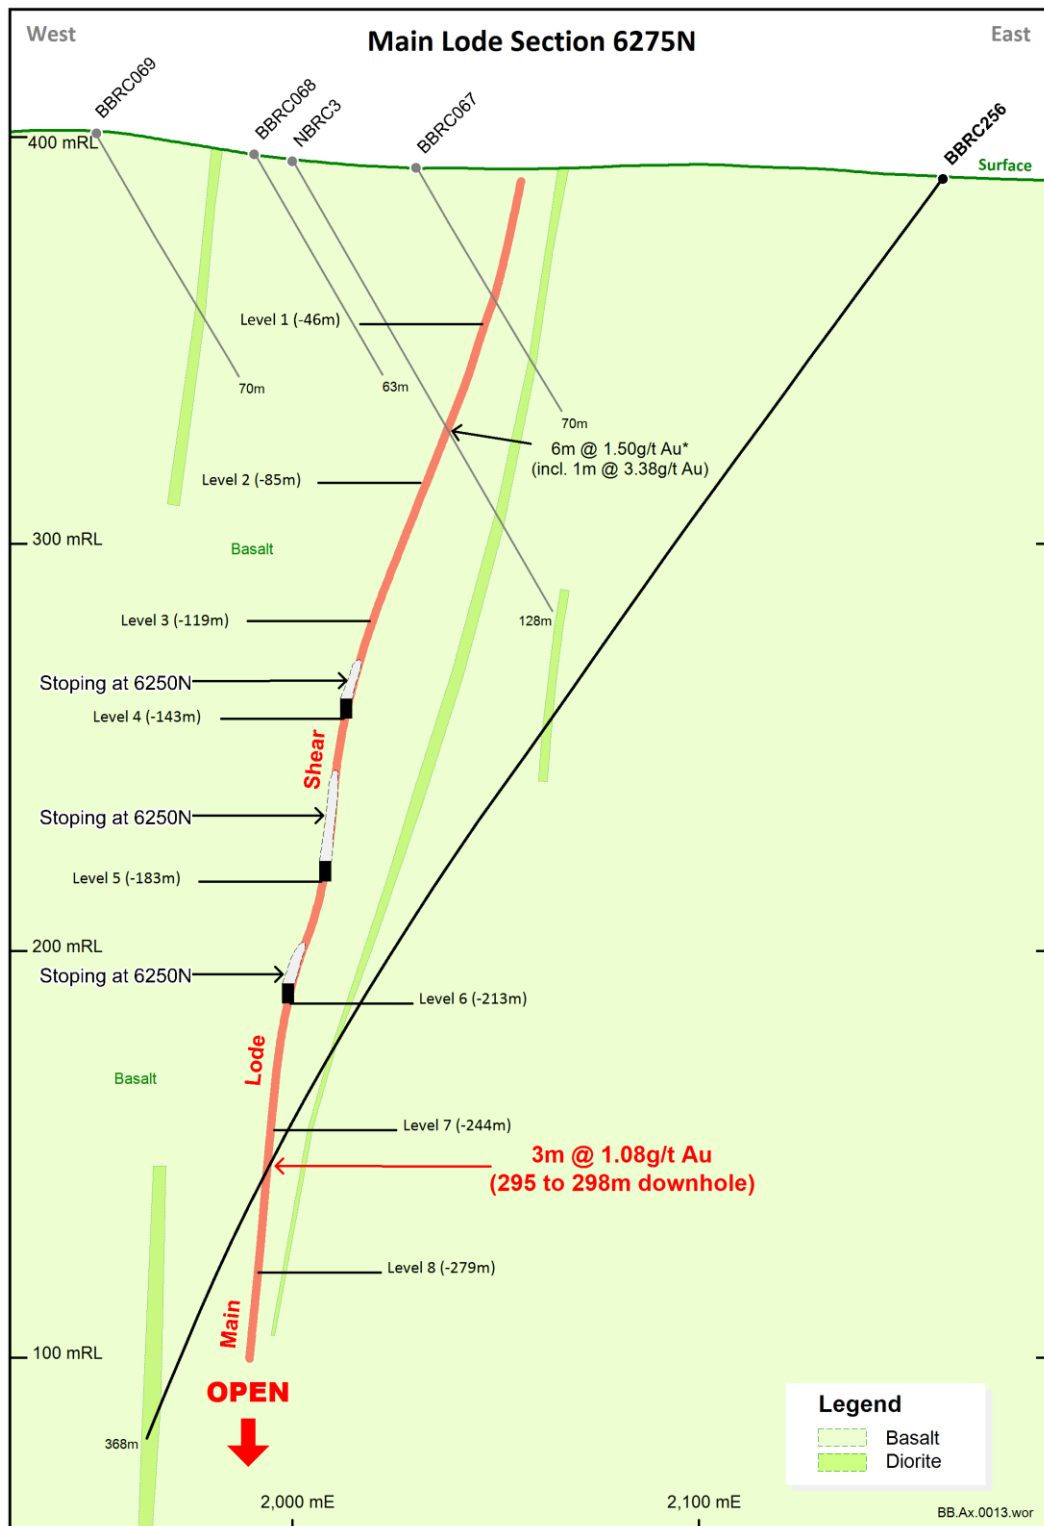 West
Main Lode Section 6275N
East
BBRC069
BBRC068
NBRC3
BBRC067
BBRC256
400 mRL
Surface
Level 1 (-46m)
70m
63m
70m
6m @ 1.50g/t Au*
(incl. 1m @ 3.38g/t Au)
Level 2 (-85m)
300 mRL
Basalt
Level 3 (-119m)
128m
Stoping at 6250N
Level 4 (-143m)
Shear
Stoping at 6250N
Level 5 (-183m)
200 mRL
Stoping at 6250N
Level 6 (-213m)
Lode
Basalt
Level 7 (-244m)
3m @ 1.08g/t Au
(295 to 298m downhole)
Level 8 (-279m)
Main
100 mRL
OPEN
368m
Legend
Basalt
Diorite
2,000 mE
2,100 mE
BB.Ax.0013.wor